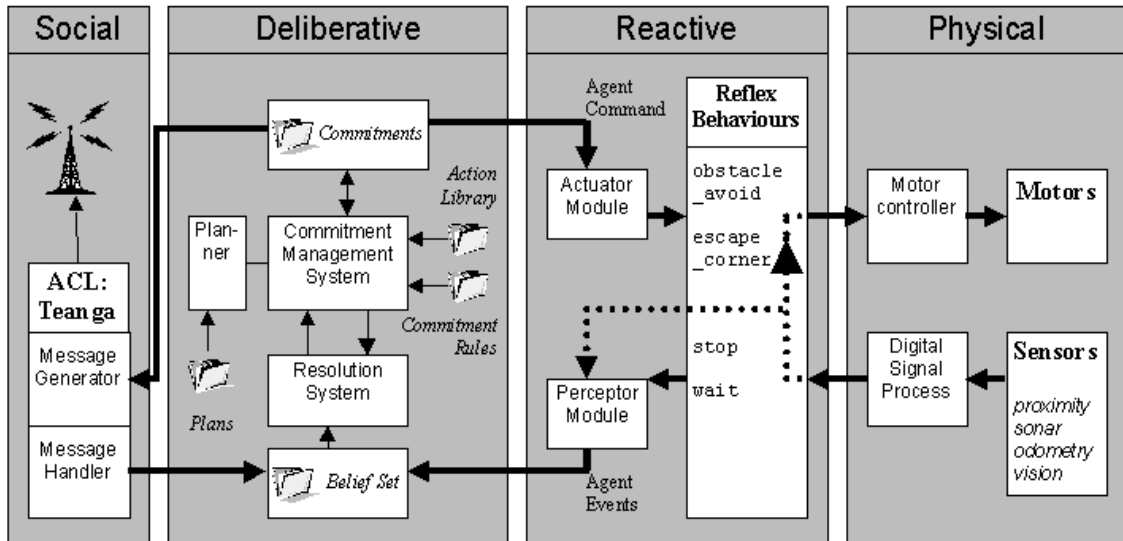 Social
Deliberative
Reactive
Physical
ACL:
Teanga
Message
Generator
Message
Handler
Commitments
Action
Library
Plan-
ner
Commitment
Management
System
Commitment
Rules
Plans
Resolution
System
Belief Set
Agent
Command
Actuator
Module
Perceptor
Module
Agent
Events
Reflex
Behaviours
obstacle
_avoid
escape
_corner
stop
wait
Motor
controller
Motors
Digital
Signal
Process
Sensors
proximity
sonar
odometry
vision